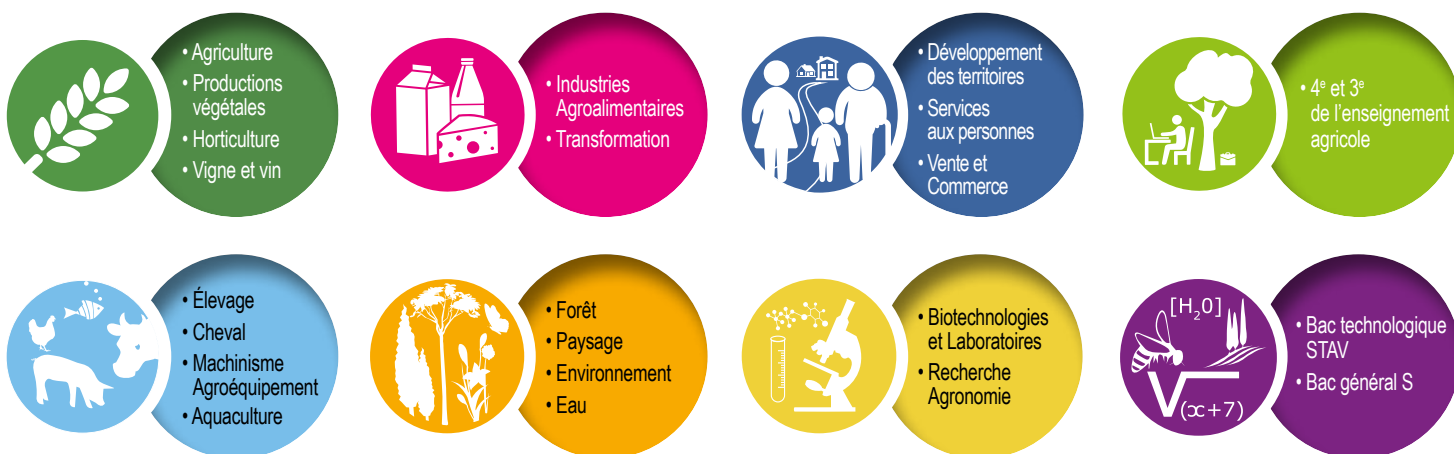 • Agriculture
• Productions
végétales
• Horticulture
• Vigne et vin
• Industries
Agroalimentaires
• Transformation
• Développement
des territoires
• Services
aux personnes
• Vente et
Commerce
• 4e et 3e
de l'enseignement
agricole
• Élevage
• Cheval
• Machinisme
Agroéquipement
• Aquaculture
• Forêt
• Paysage
• Environnement
• Eau
• Biotechnologies
et Laboratoires
• Recherche
Agronomie
[H₂0]
√(x+7)
• Bac technologique
STAV
• Bac général S